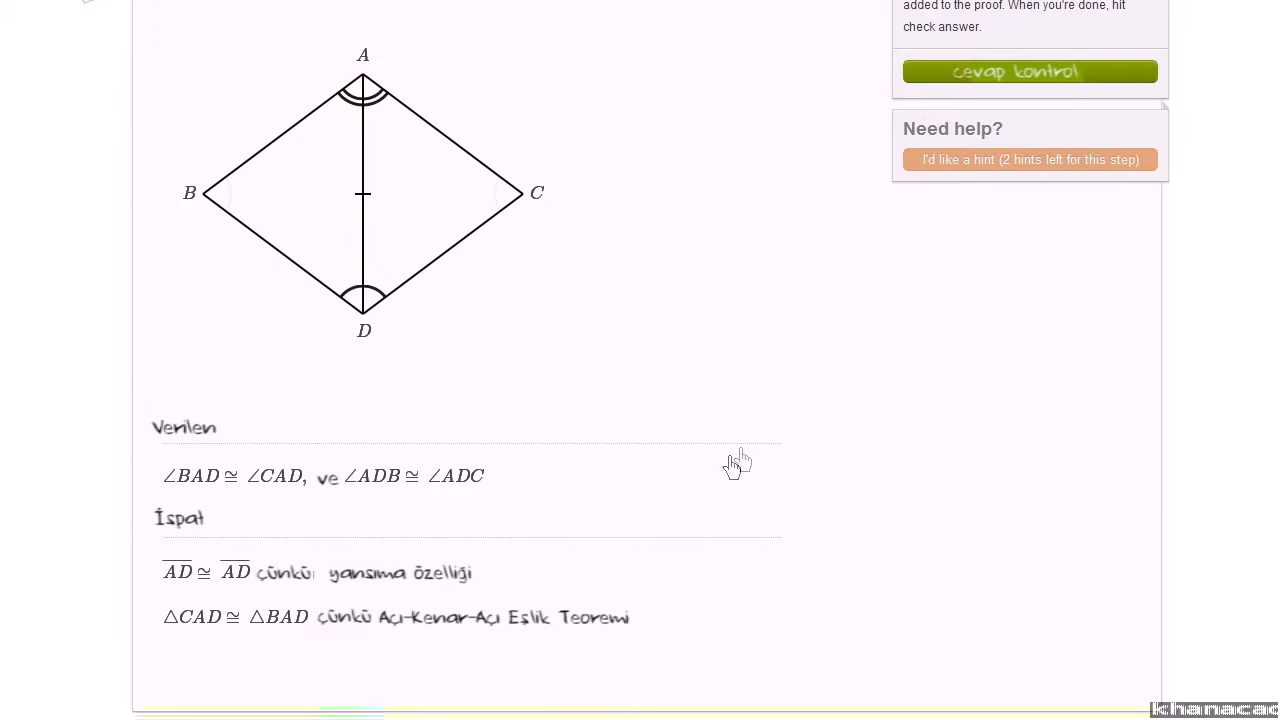 added to the proof. When you're done, hit
check answer.
cevap kontrol
Need help?
I'd like a hint (2 hints left for this step)
A
B
C
D
Verilen
∠BAD ≅ ∠CAD, ve ∠ADB ≅ ∠ADC
İspat
AD ≅ AD çünkü yansıma özelliği
△CAD ≅ △BAD çünkü Açı-Kenar-Açı Eşlik Teoremi
khanacad